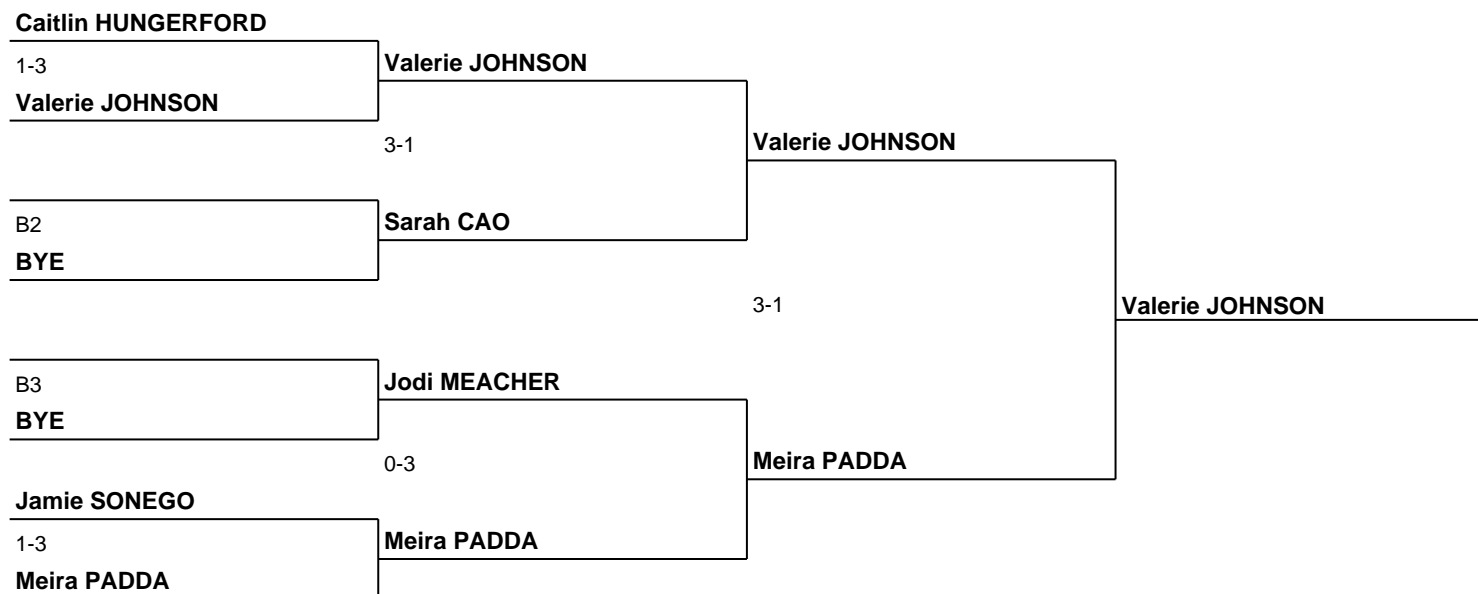 Caitlin HUNGERFORD
1-3
Valerie JOHNSON
Valerie JOHNSON
3-1
Valerie JOHNSON
B2
Sarah CAO
BYE
3-1
Valerie JOHNSON
B3
Jodi MEACHER
BYE
0-3
Meira PADDA
Jamie SONEGO
1-3
Meira PADDA
Meira PADDA